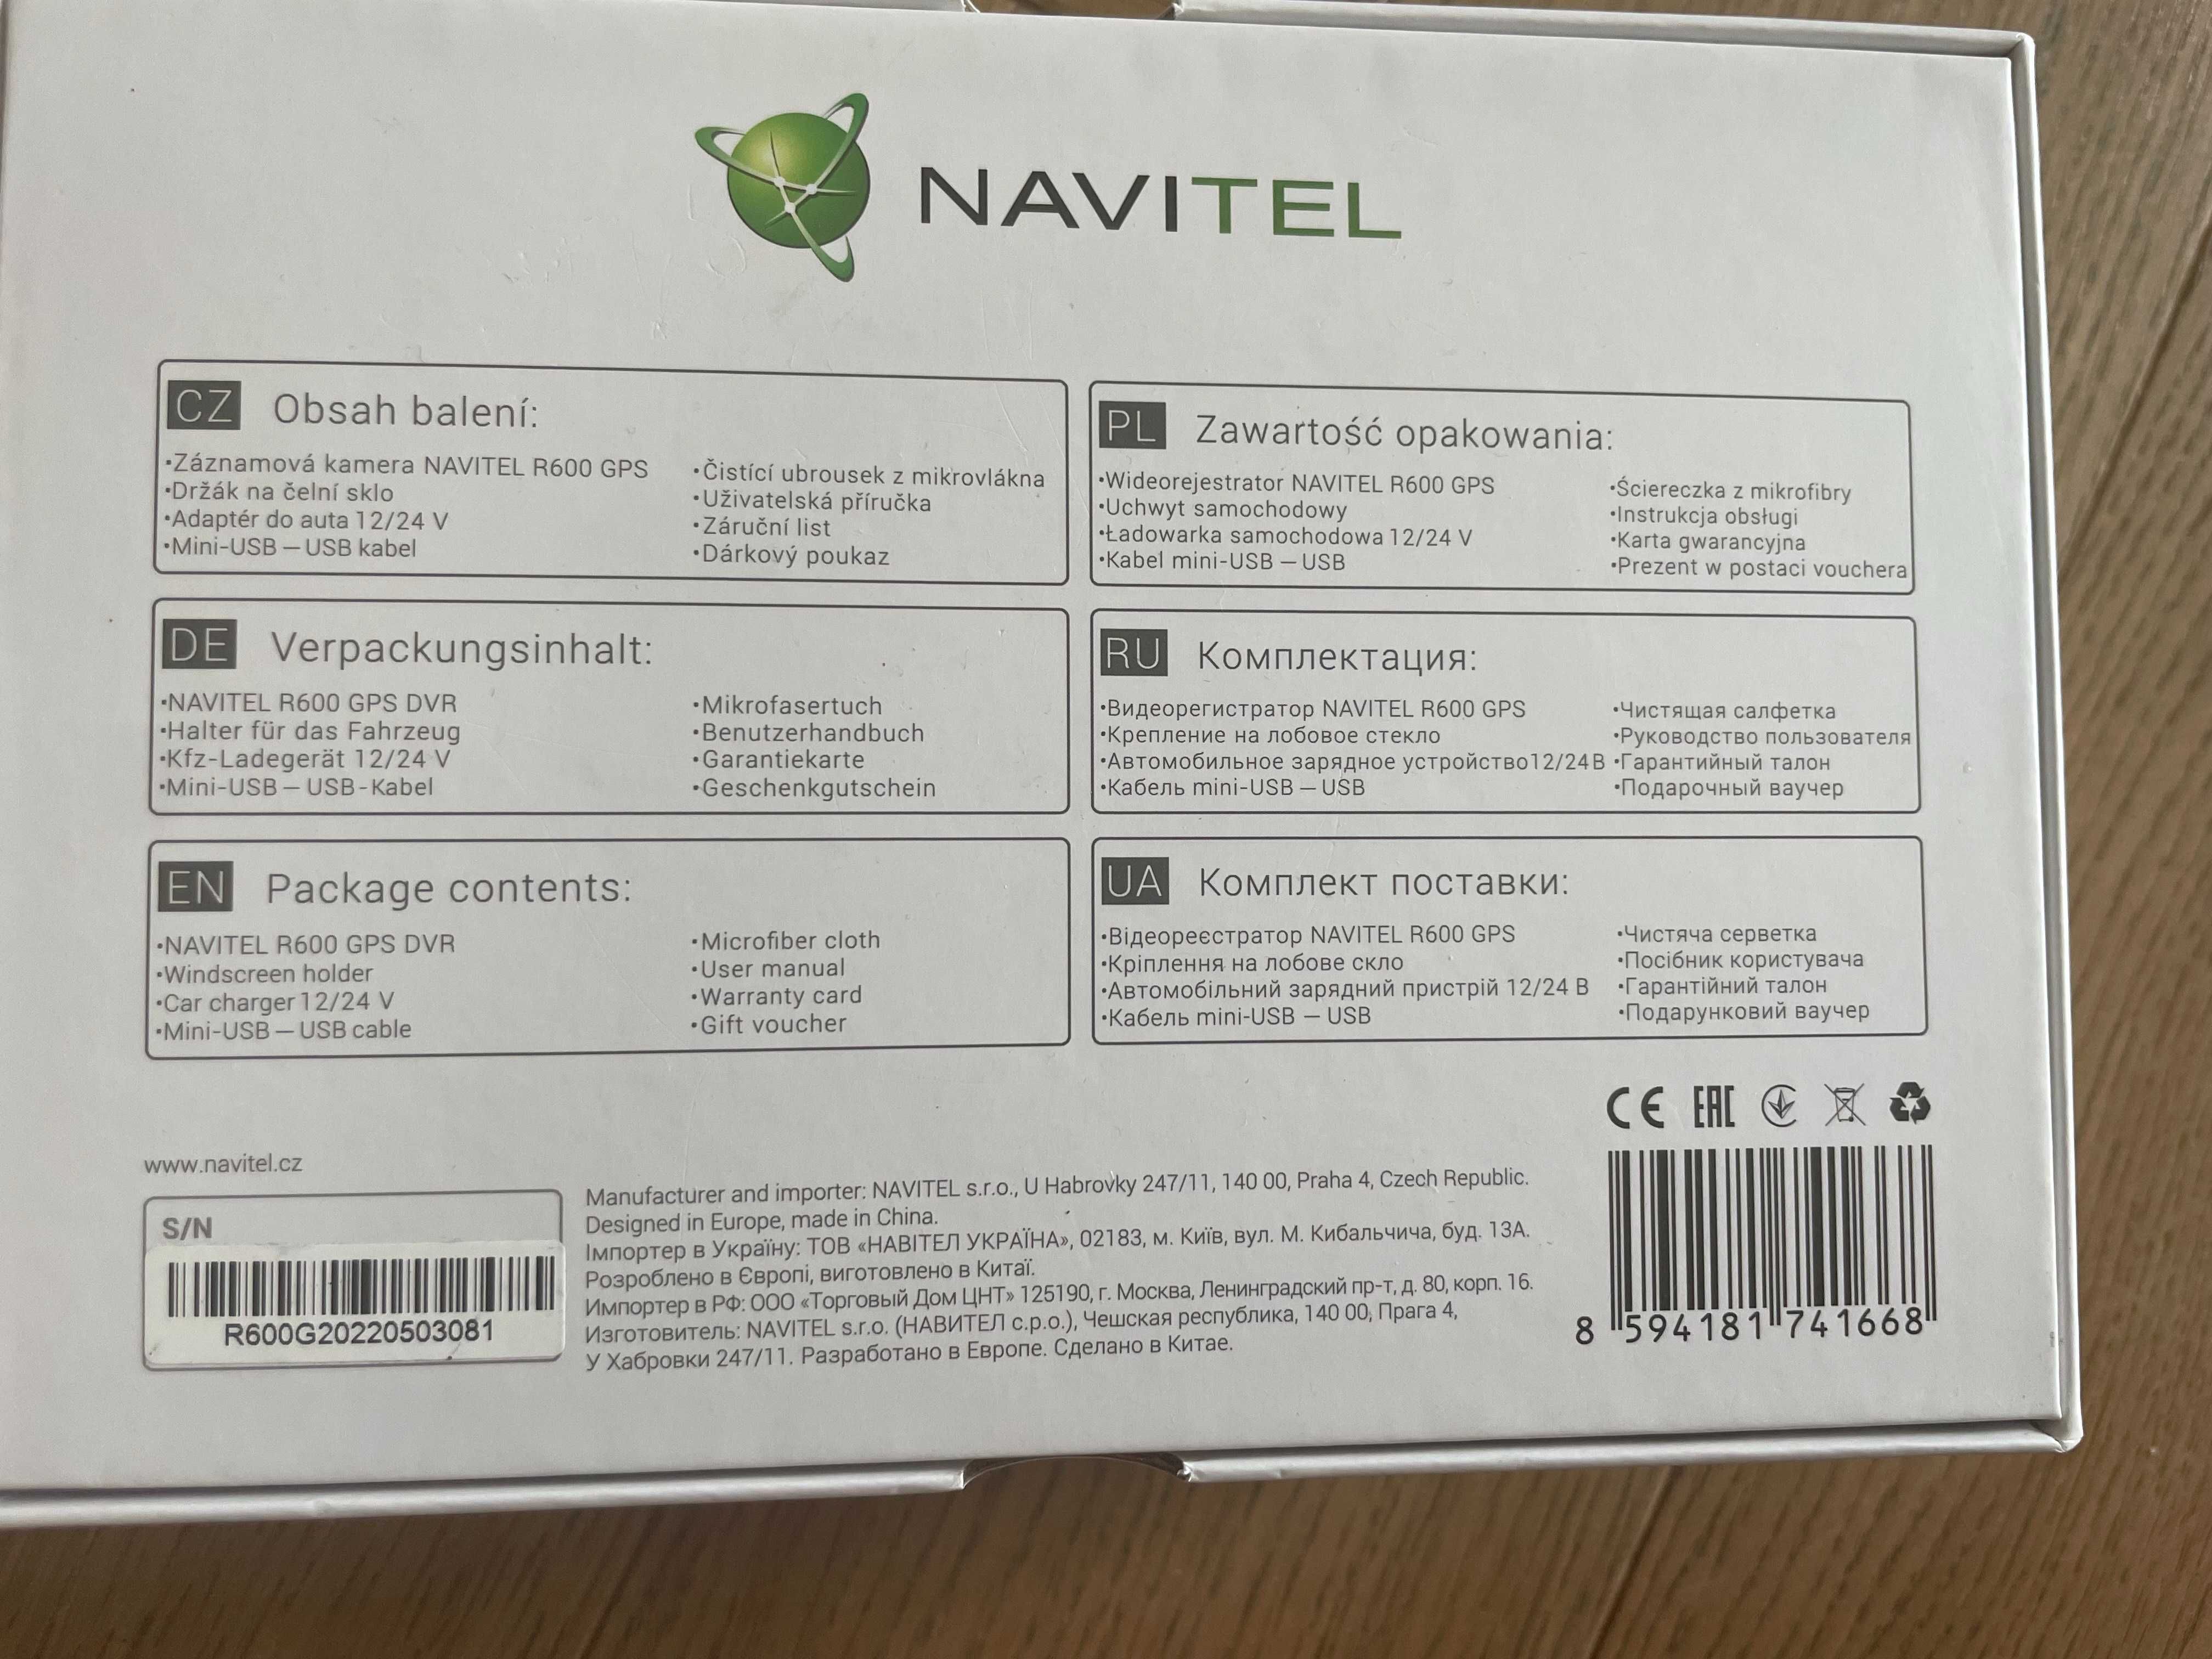 NAVITEL
CZ Obsah balení:
•Záznamová kamera NAVITEL R600 GPS
•Držák na čelní sklo
•Adaptér do auta 12/24 V
•Mini-USB – USB kabel
•Čistící ubrousek z mikrovlákna
•Uživatelská příručka
•Záruční list
•Dárkový poukaz
PL Zawartość opakowania:
•Wideorejestrator NAVITEL R600 GPS
•Uchwyt samochodowy
•Ładowarka samochodowa 12/24 V
•Kabel mini-USB – USB
•Ściereczka z mikrofibry
•Instrukcja obsługi
•Karta gwarancyjna
•Prezent w postaci vouchera
DE Verpackungsinhalt:
•NAVITEL R600 GPS DVR
•Halter für das Fahrzeug
•Kfz-Ladegerät 12/24 V
•Mini-USB – USB-Kabel
•Mikrofasertuch
•Benutzerhandbuch
•Garantiekarte
•Geschenkgutschein
RU Комплектация:
•Видеорегистратор NAVITEL R600 GPS
•Крепление на лобовое стекло
•Автомобильное зарядное устройство12/24В
•Кабель mini-USB – USB
•Чистящая салфетка
•Руководство пользователя
•Гарантийный талон
•Подарочный ваучер
EN Package contents:
•NAVITEL R600 GPS DVR
•Windscreen holder
•Car charger 12/24 V
•Mini-USB – USB cable
•Microfiber cloth
•User manual
•Warranty card
•Gift voucher
UA Комплект поставки:
•Відеореєстратор NAVITEL R600 GPS
•Кріплення на лобове скло
•Автомобільний зарядний пристрій 12/24 В
•Кабель mini-USB – USB
•Чистяча серветка
•Посібник користувача
•Гарантійний талон
•Подарунковий ваучер
CE EAC
www.navitel.cz
S/N
R600G20220503081
Manufacturer and importer: NAVITEL s.r.o., U Habrovky 247/11, 140 00, Praha 4, Czech Republic.
Designed in Europe, made in China.
Імпортер в Україну: ТОВ «НАВІТЕЛ УКРАЇНА», 02183, м. Київ, вул. М. Кибальчича, буд. 13А.
Розроблено в Європі, виготовлено в Китаї.
Импортер в РФ: ООО «Торговый Дом ЦНТ» 125190, г. Москва, Ленинградский пр-т, д. 80, корп. 16.
Изготовитель: NAVITEL s.r.o. (НАВИТЕЛ с.р.о.), Чешская республика, 140 00, Прага 4,
У Хабровки 247/11. Разработано в Европе. Сделано в Китае.
8 594181 741668